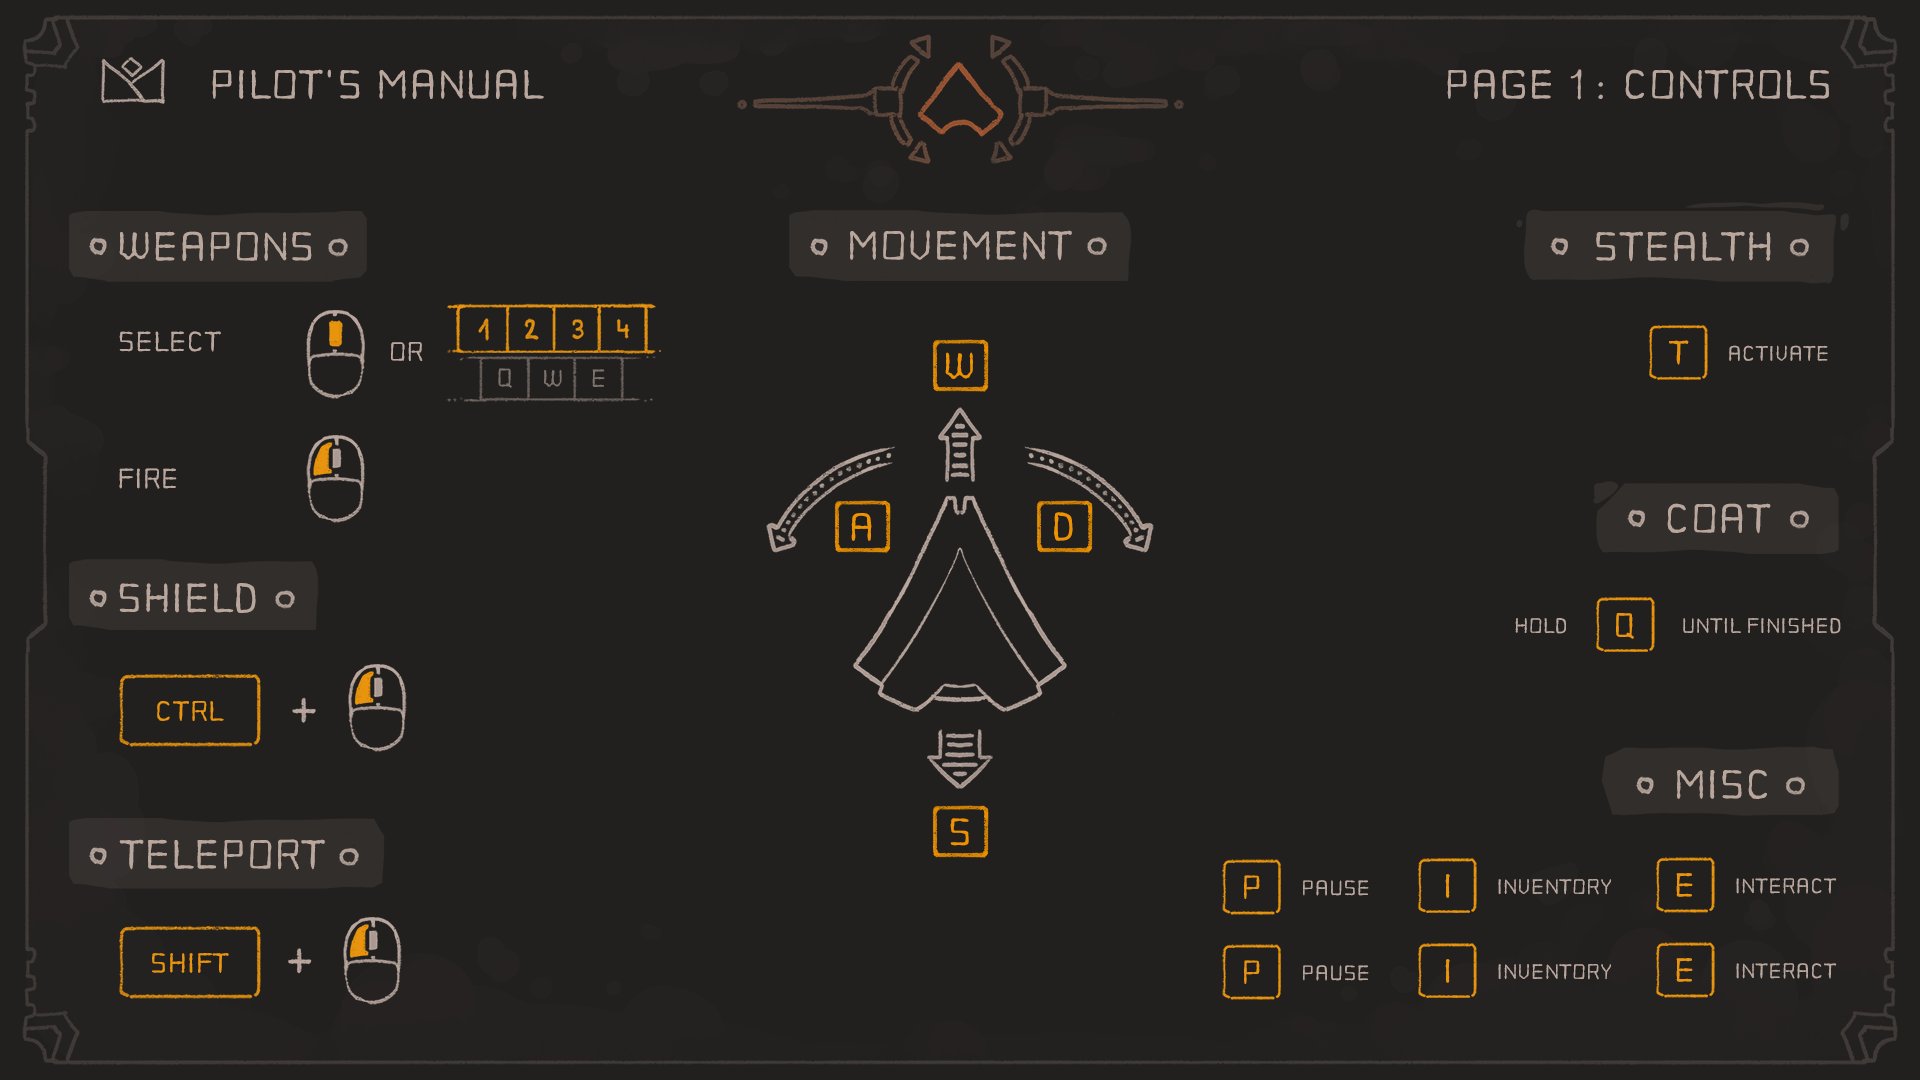 PILOT'S MANUAL
PAGE 1: CONTROLS
WEAPONS
SELECT
OR
1 2 3 4
Q W E
FIRE
SHIELD
CTRL +
TELEPORT
SHIFT +
MOVEMENT
W
A D
S
STEALTH
T ACTIVATE
COAT
HOLD Q UNTIL FINISHED
MISC
P PAUSE I INVENTORY E INTERACT
P PAUSE I INVENTORY E INTERACT